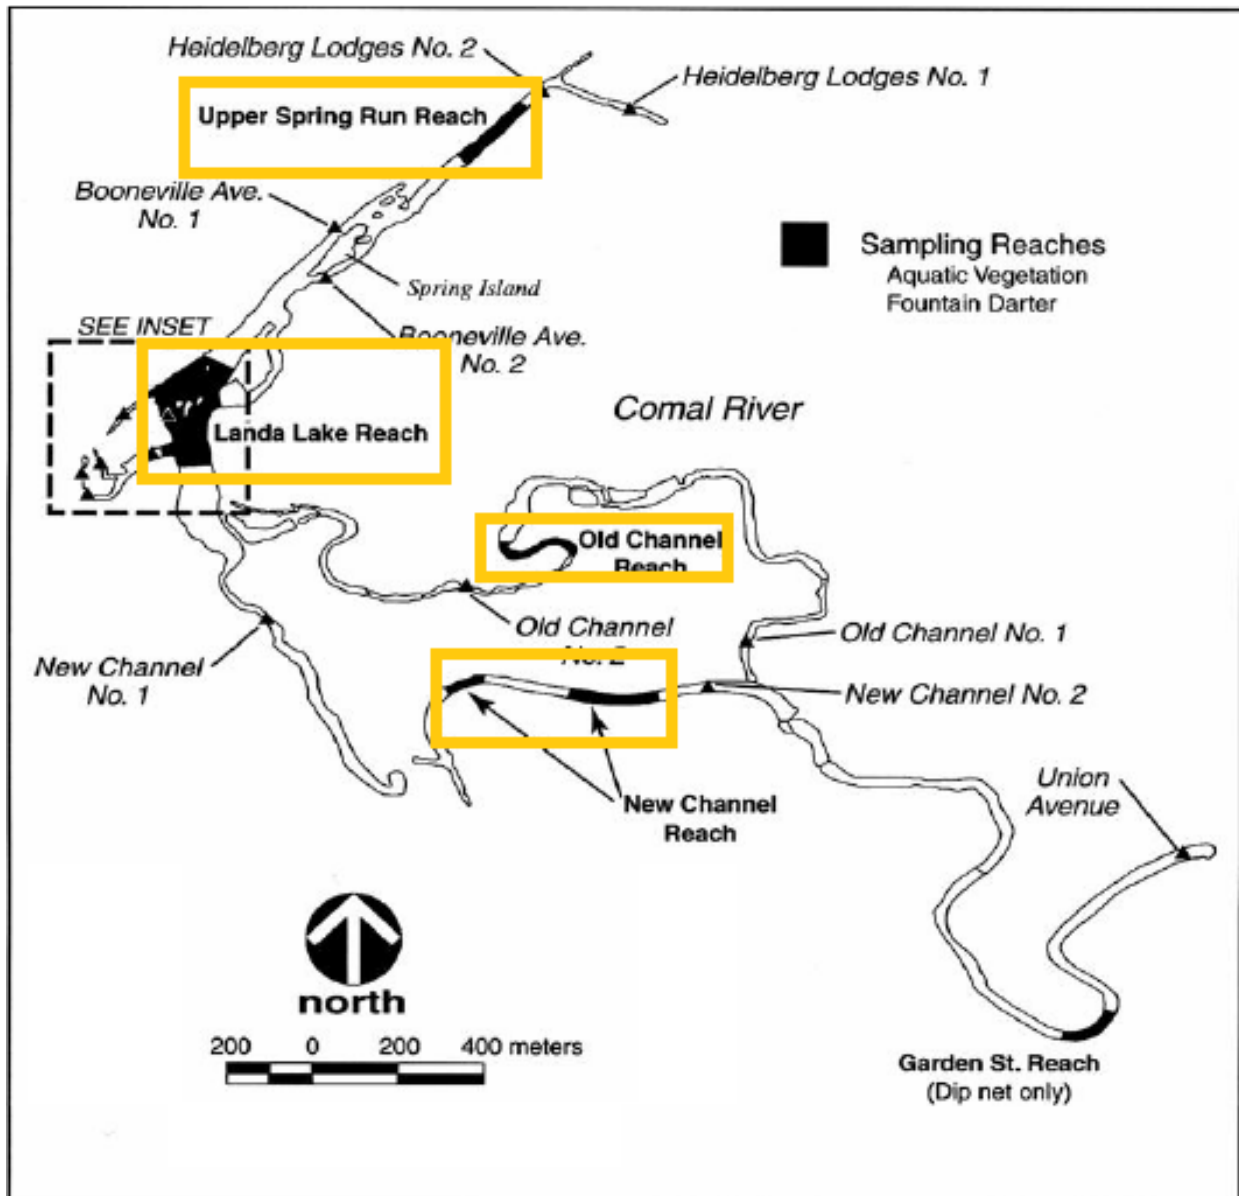 Heidelberg Lodges No. 2
Heidelberg Lodges No. 1
Upper Spring Run Reach
Booneville Ave.
No. 1
Sampling Reaches
Aquatic Vegetation
Fountain Darter
Spring Island
SEE INSET
Booneville Ave.
No. 2
Landa Lake Reach
Comal River
Old Channel
Reach
Old Channel
No. 2
Old Channel No. 1
New Channel
No. 1
New Channel No. 2
Union
Avenue
New Channel
Reach
north
200 0 200 400 meters
Garden St. Reach
(Dip net only)